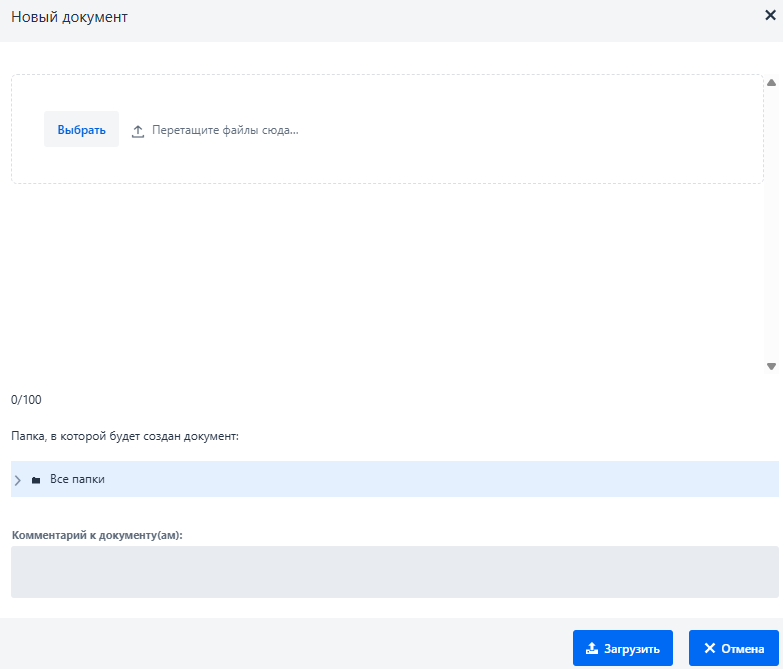 Новый документ
Выбрать
Перетащите файлы сюда...
0/100
Папка, в которой будет создан документ:
Все папки
Комментарий к документу(ам):
Загрузить
Отмена